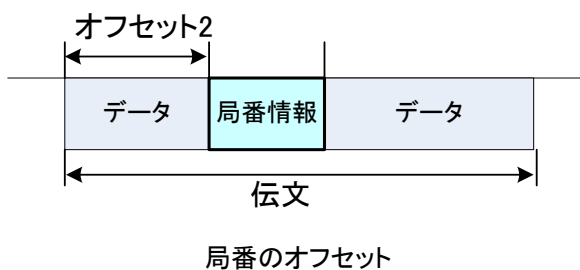 オフセット2
データ 局番情報 データ
伝文
局番のオフセット